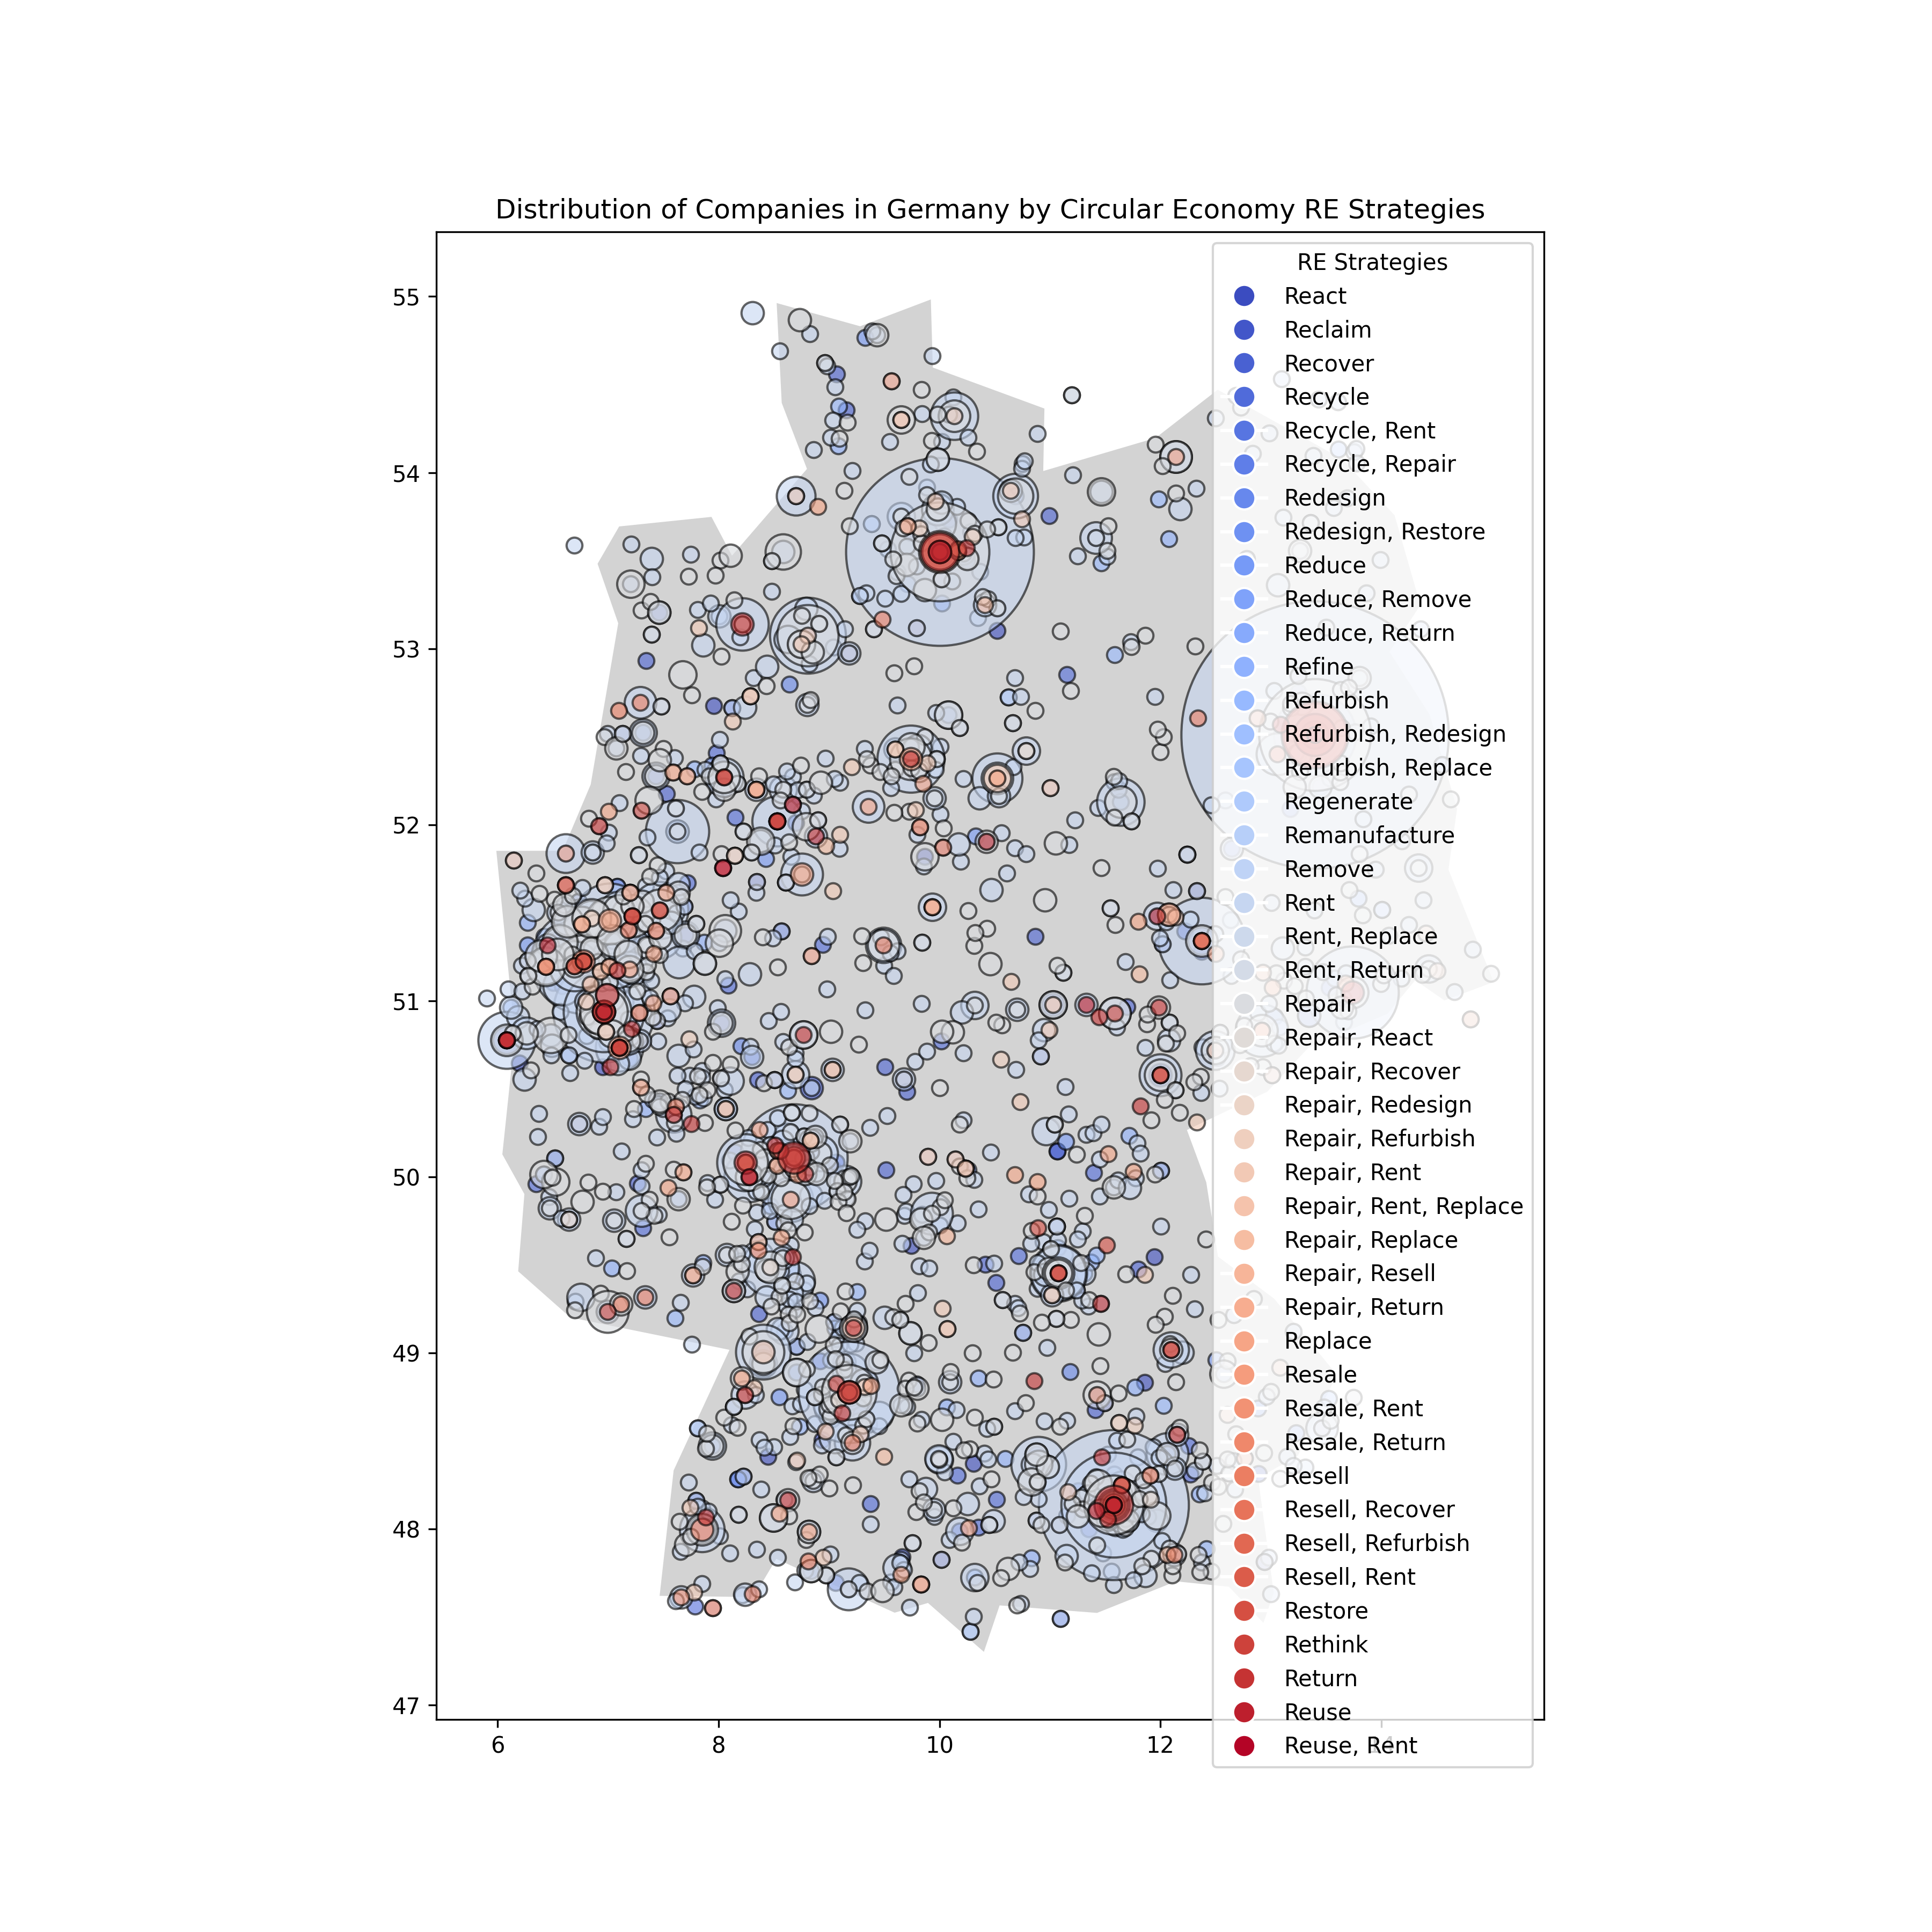 Distribution of Companies in Germany by Circular Economy RE Strategies
RE Strategies
React
Reclaim
Recover
Recycle
Recycle, Rent
Recycle, Repair
Redesign
Redesign, Restore
Reduce
Reduce, Remove
Reduce, Return
Refine
Refurbish
Refurbish, Redesign
Refurbish, Replace
Regenerate
Remanufacture
Remove
Rent
Rent, Replace
Rent, Return
Repair
Repair, React
Repair, Recover
Repair, Redesign
Repair, Refurbish
Repair, Rent
Repair, Rent, Replace
Repair, Replace
Repair, Resell
Repair, Return
Replace
Resale
Resale, Rent
Resale, Return
Resell
Resell, Recover
Resell, Refurbish
Resell, Rent
Restore
Rethink
Return
Reuse
Reuse, Rent
55
54
53
52
51
50
49
48
47
6
8
10
12